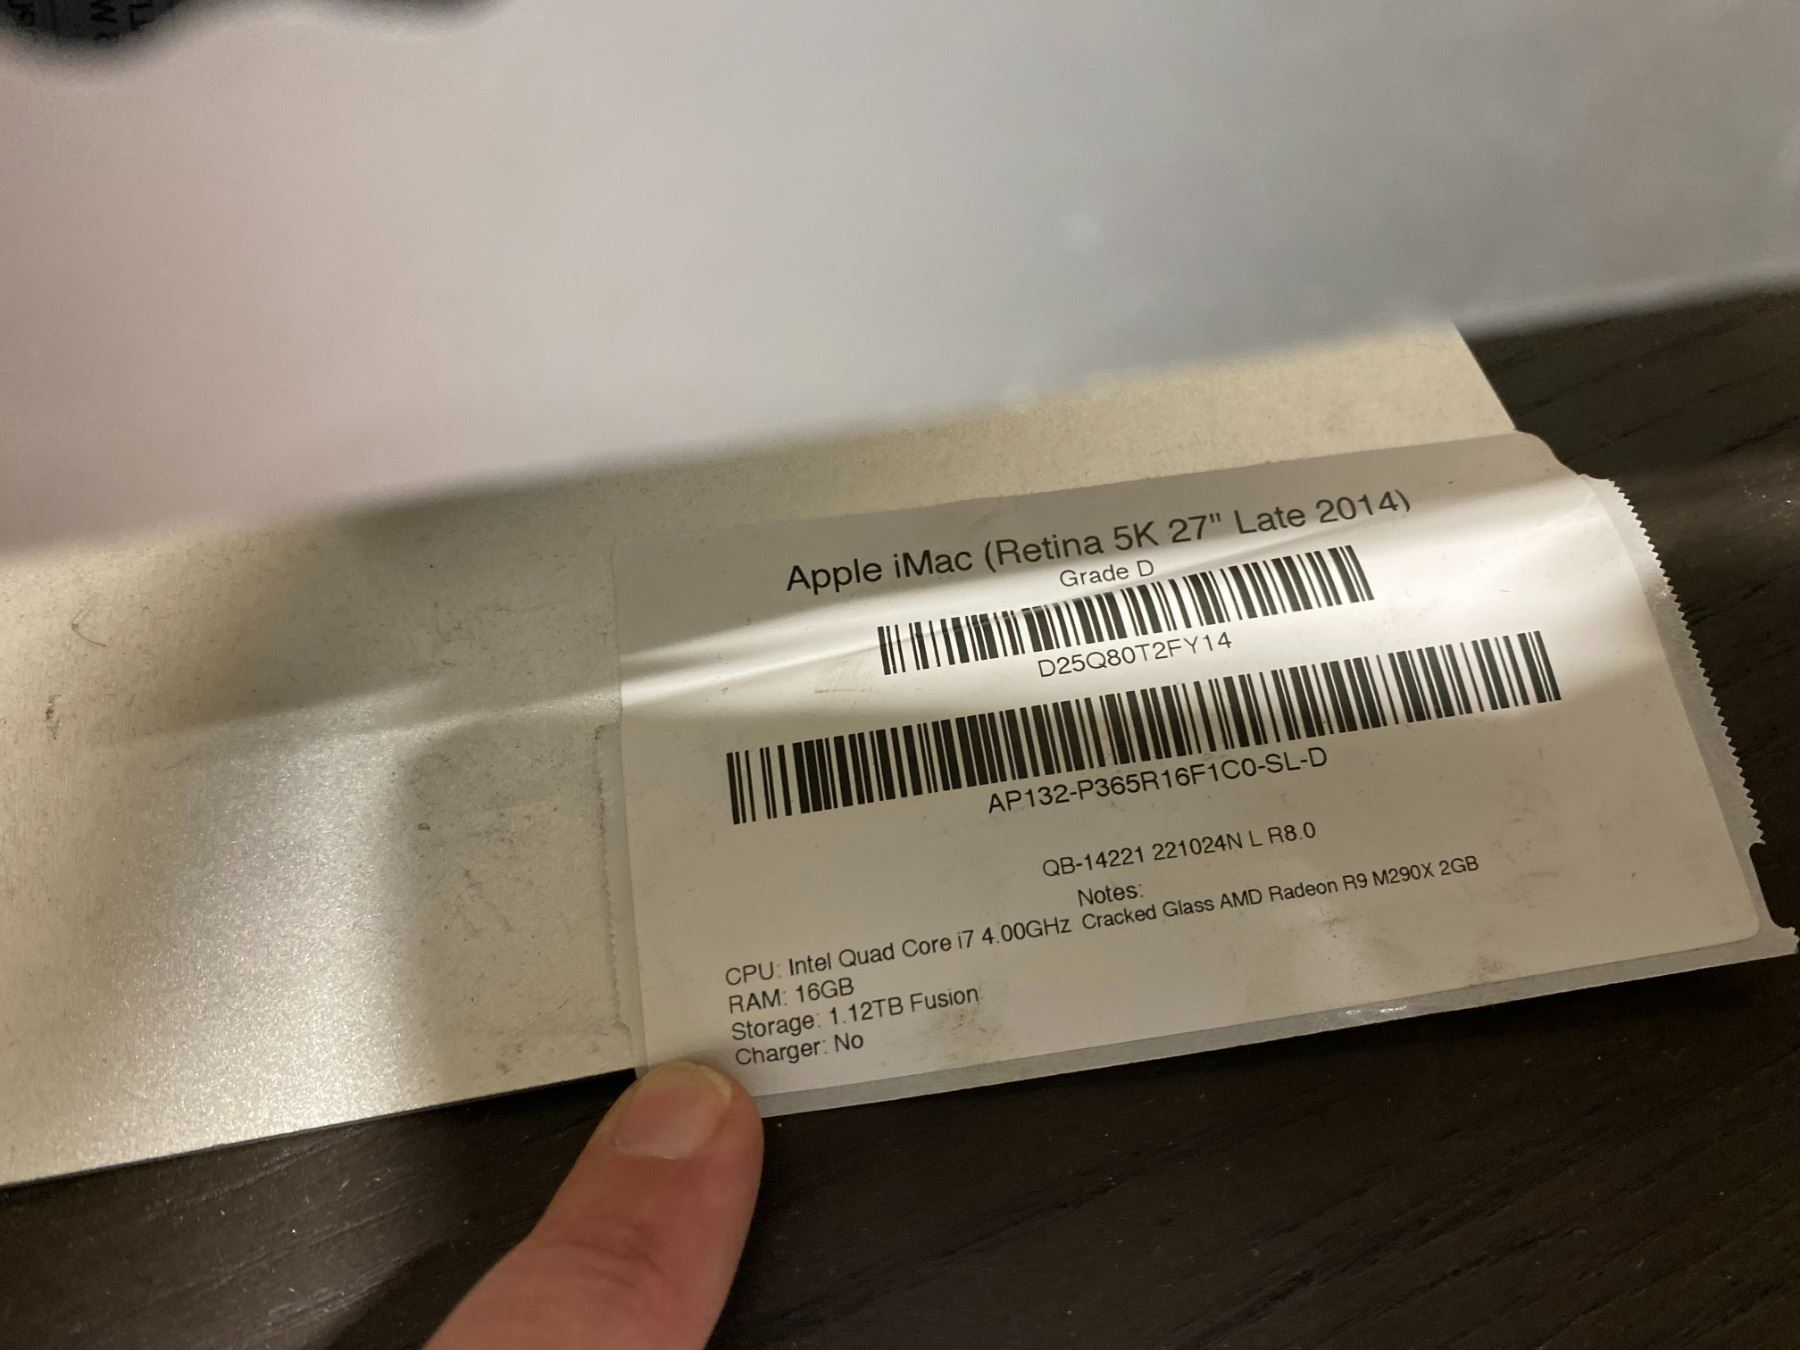 Apple iMac (Retina 5K 27" Late 2014)
Grade D
D25Q80T2FY14
AP132-P365R16F1C0-SL-D
QB-14221 221024N L R8.0
Notes:
CPU: Intel Quad Core i7 4.00GHz Cracked Glass AMD Radeon R9 M290X 2GB
RAM: 16GB
Storage: 1.12TB Fusion
Charger: No